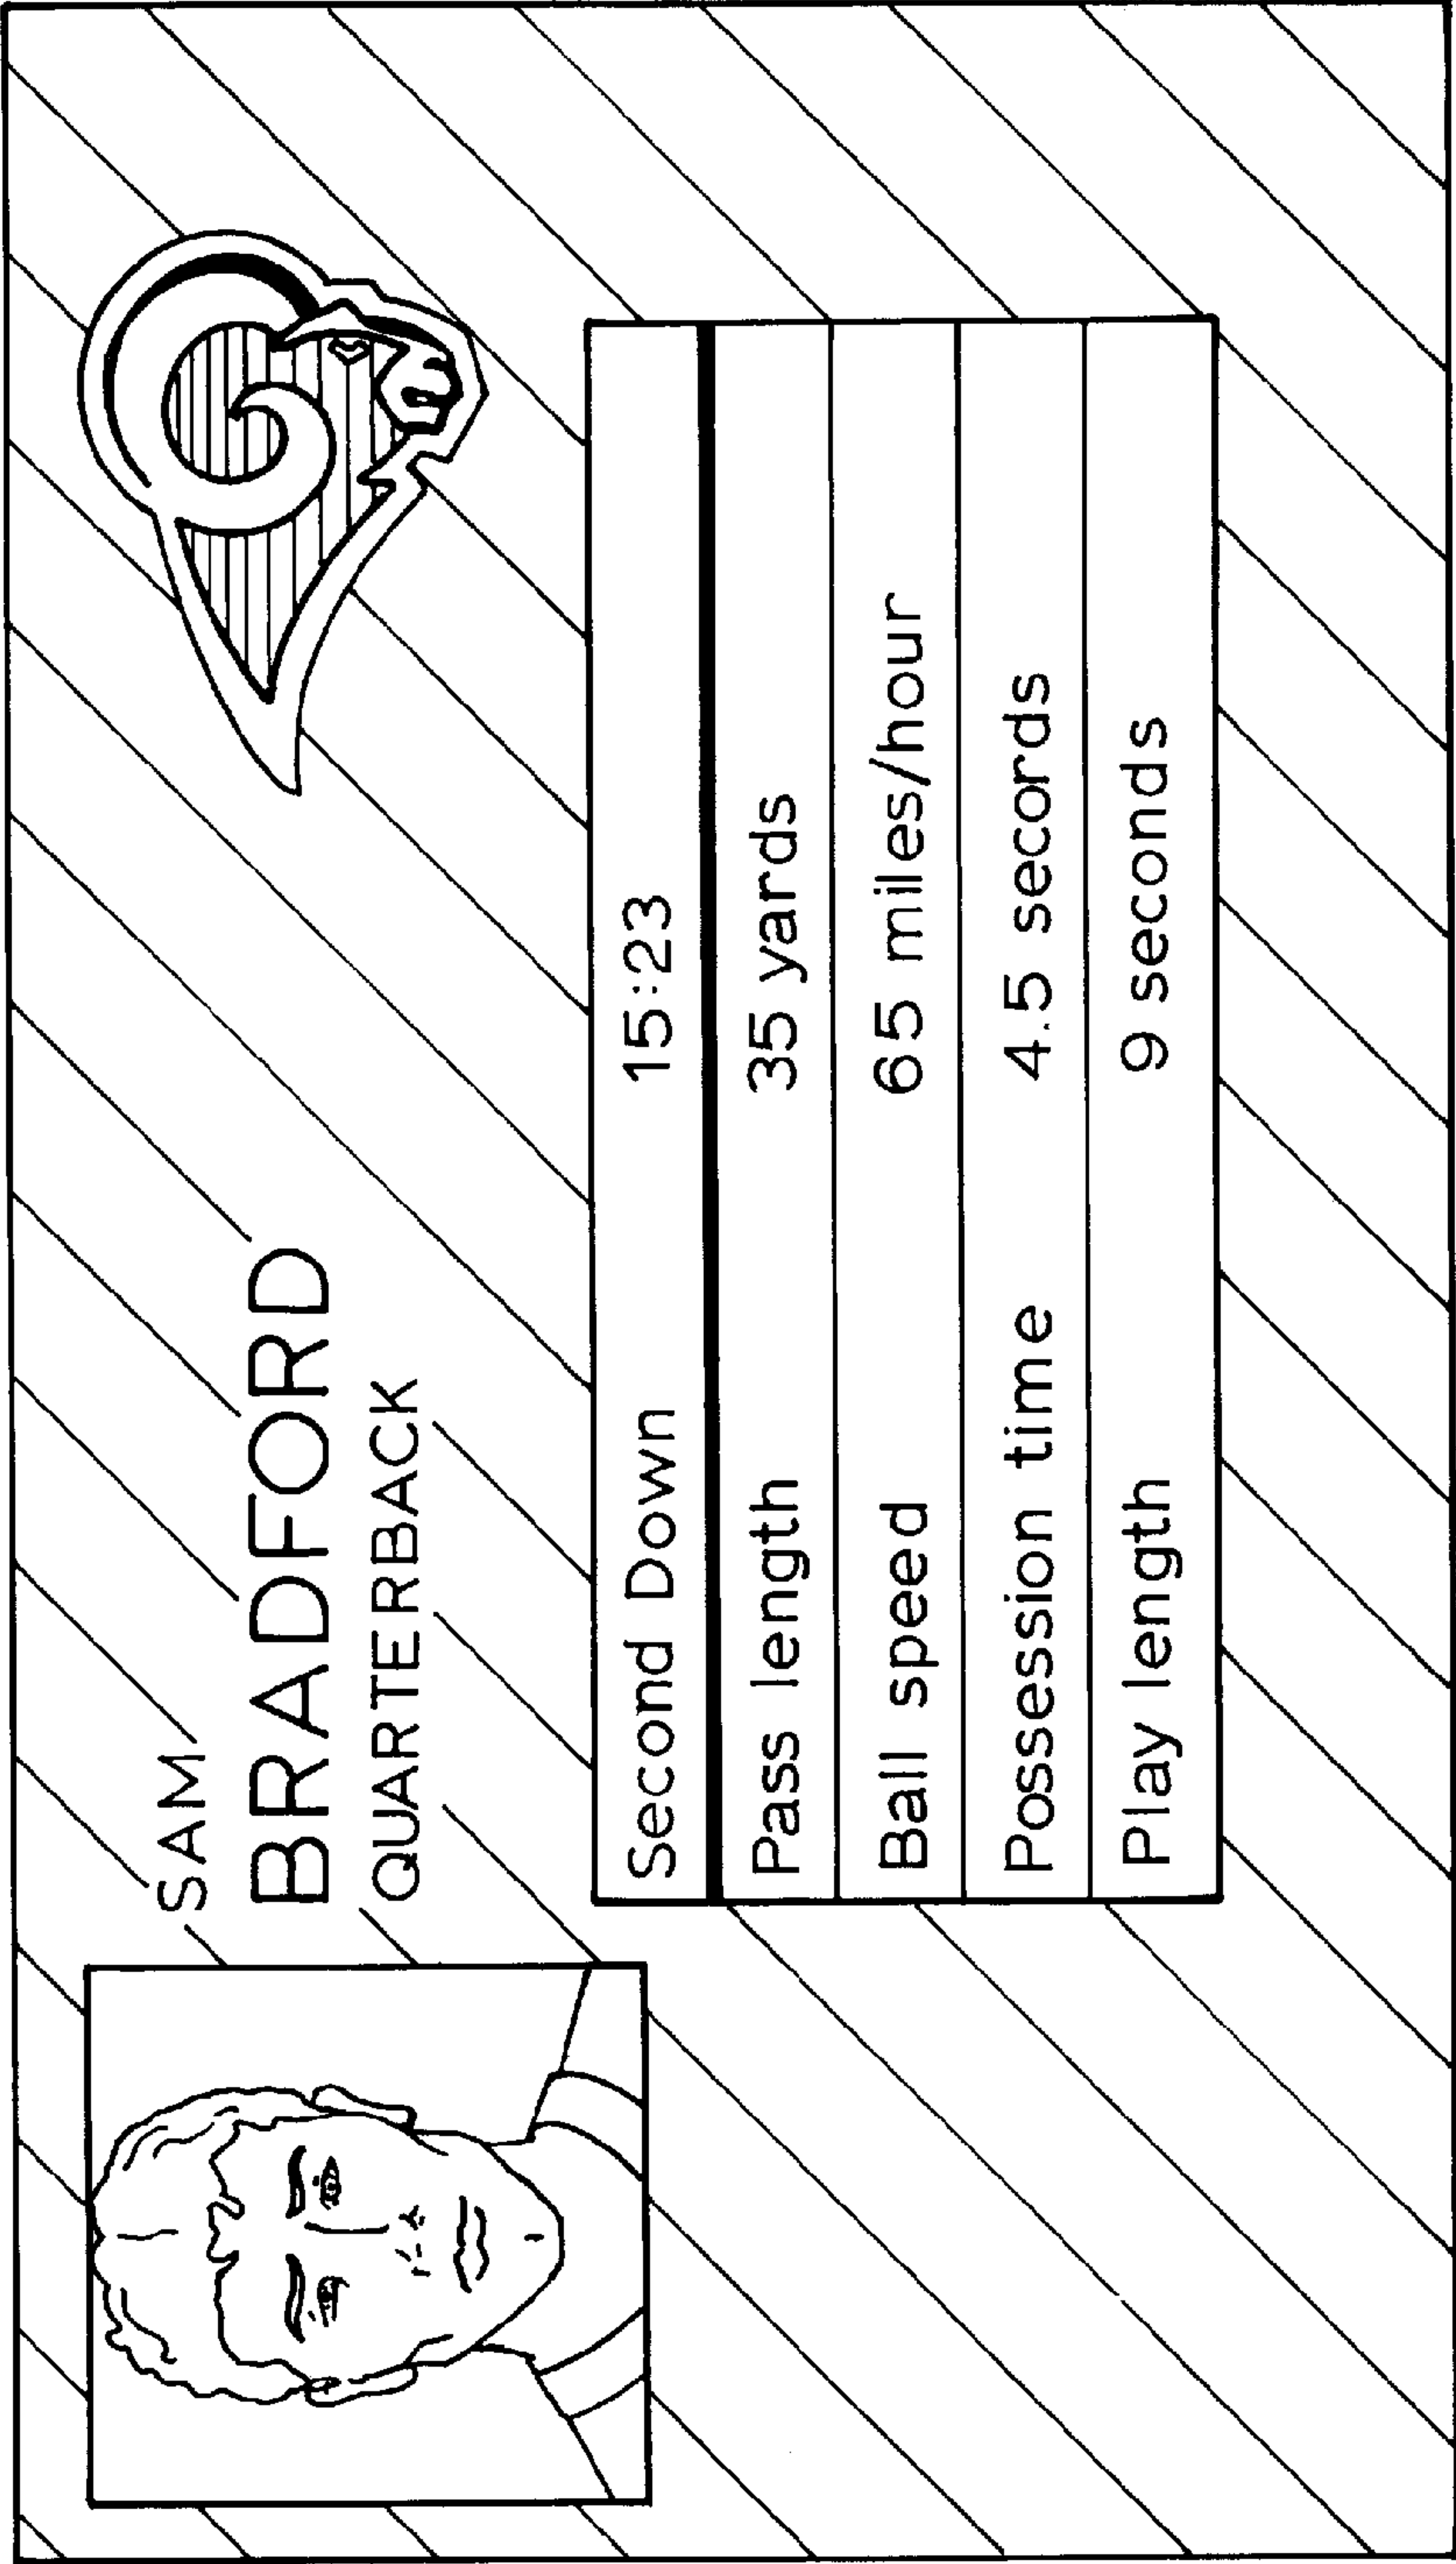 SAM
BRADFORD
QUARTERBACK
Second Down 15:23
Pass length 35 yards
Ball speed 65 miles/hour
Possession time 4.5 seconds
Play length 9 seconds